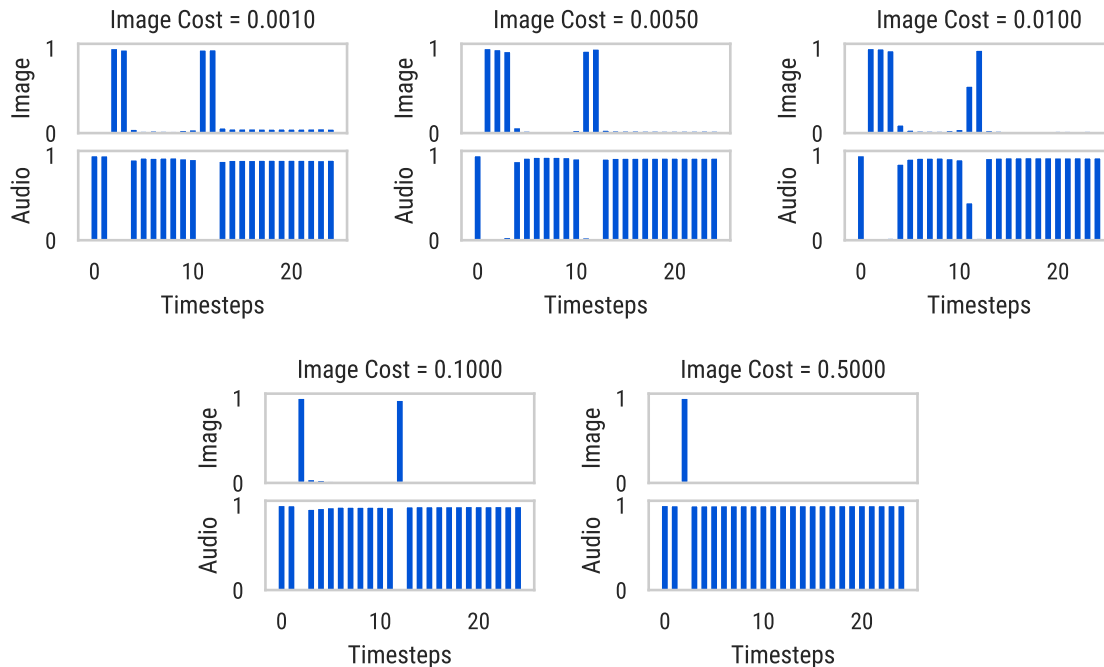 Image Cost = 0.0010
Image Cost = 0.0050
Image Cost = 0.0100
1
Image
0
1
Audio
0
0 10 20
Timesteps
1
Image
0
1
Audio
0
0 10 20
Timesteps
1
Image
0
1
Audio
0
0 10 20
Timesteps
Image Cost = 0.1000
Image Cost = 0.5000
1
Image
0
1
Audio
0
0 10 20
Timesteps
1
Image
0
1
Audio
0
0 10 20
Timesteps